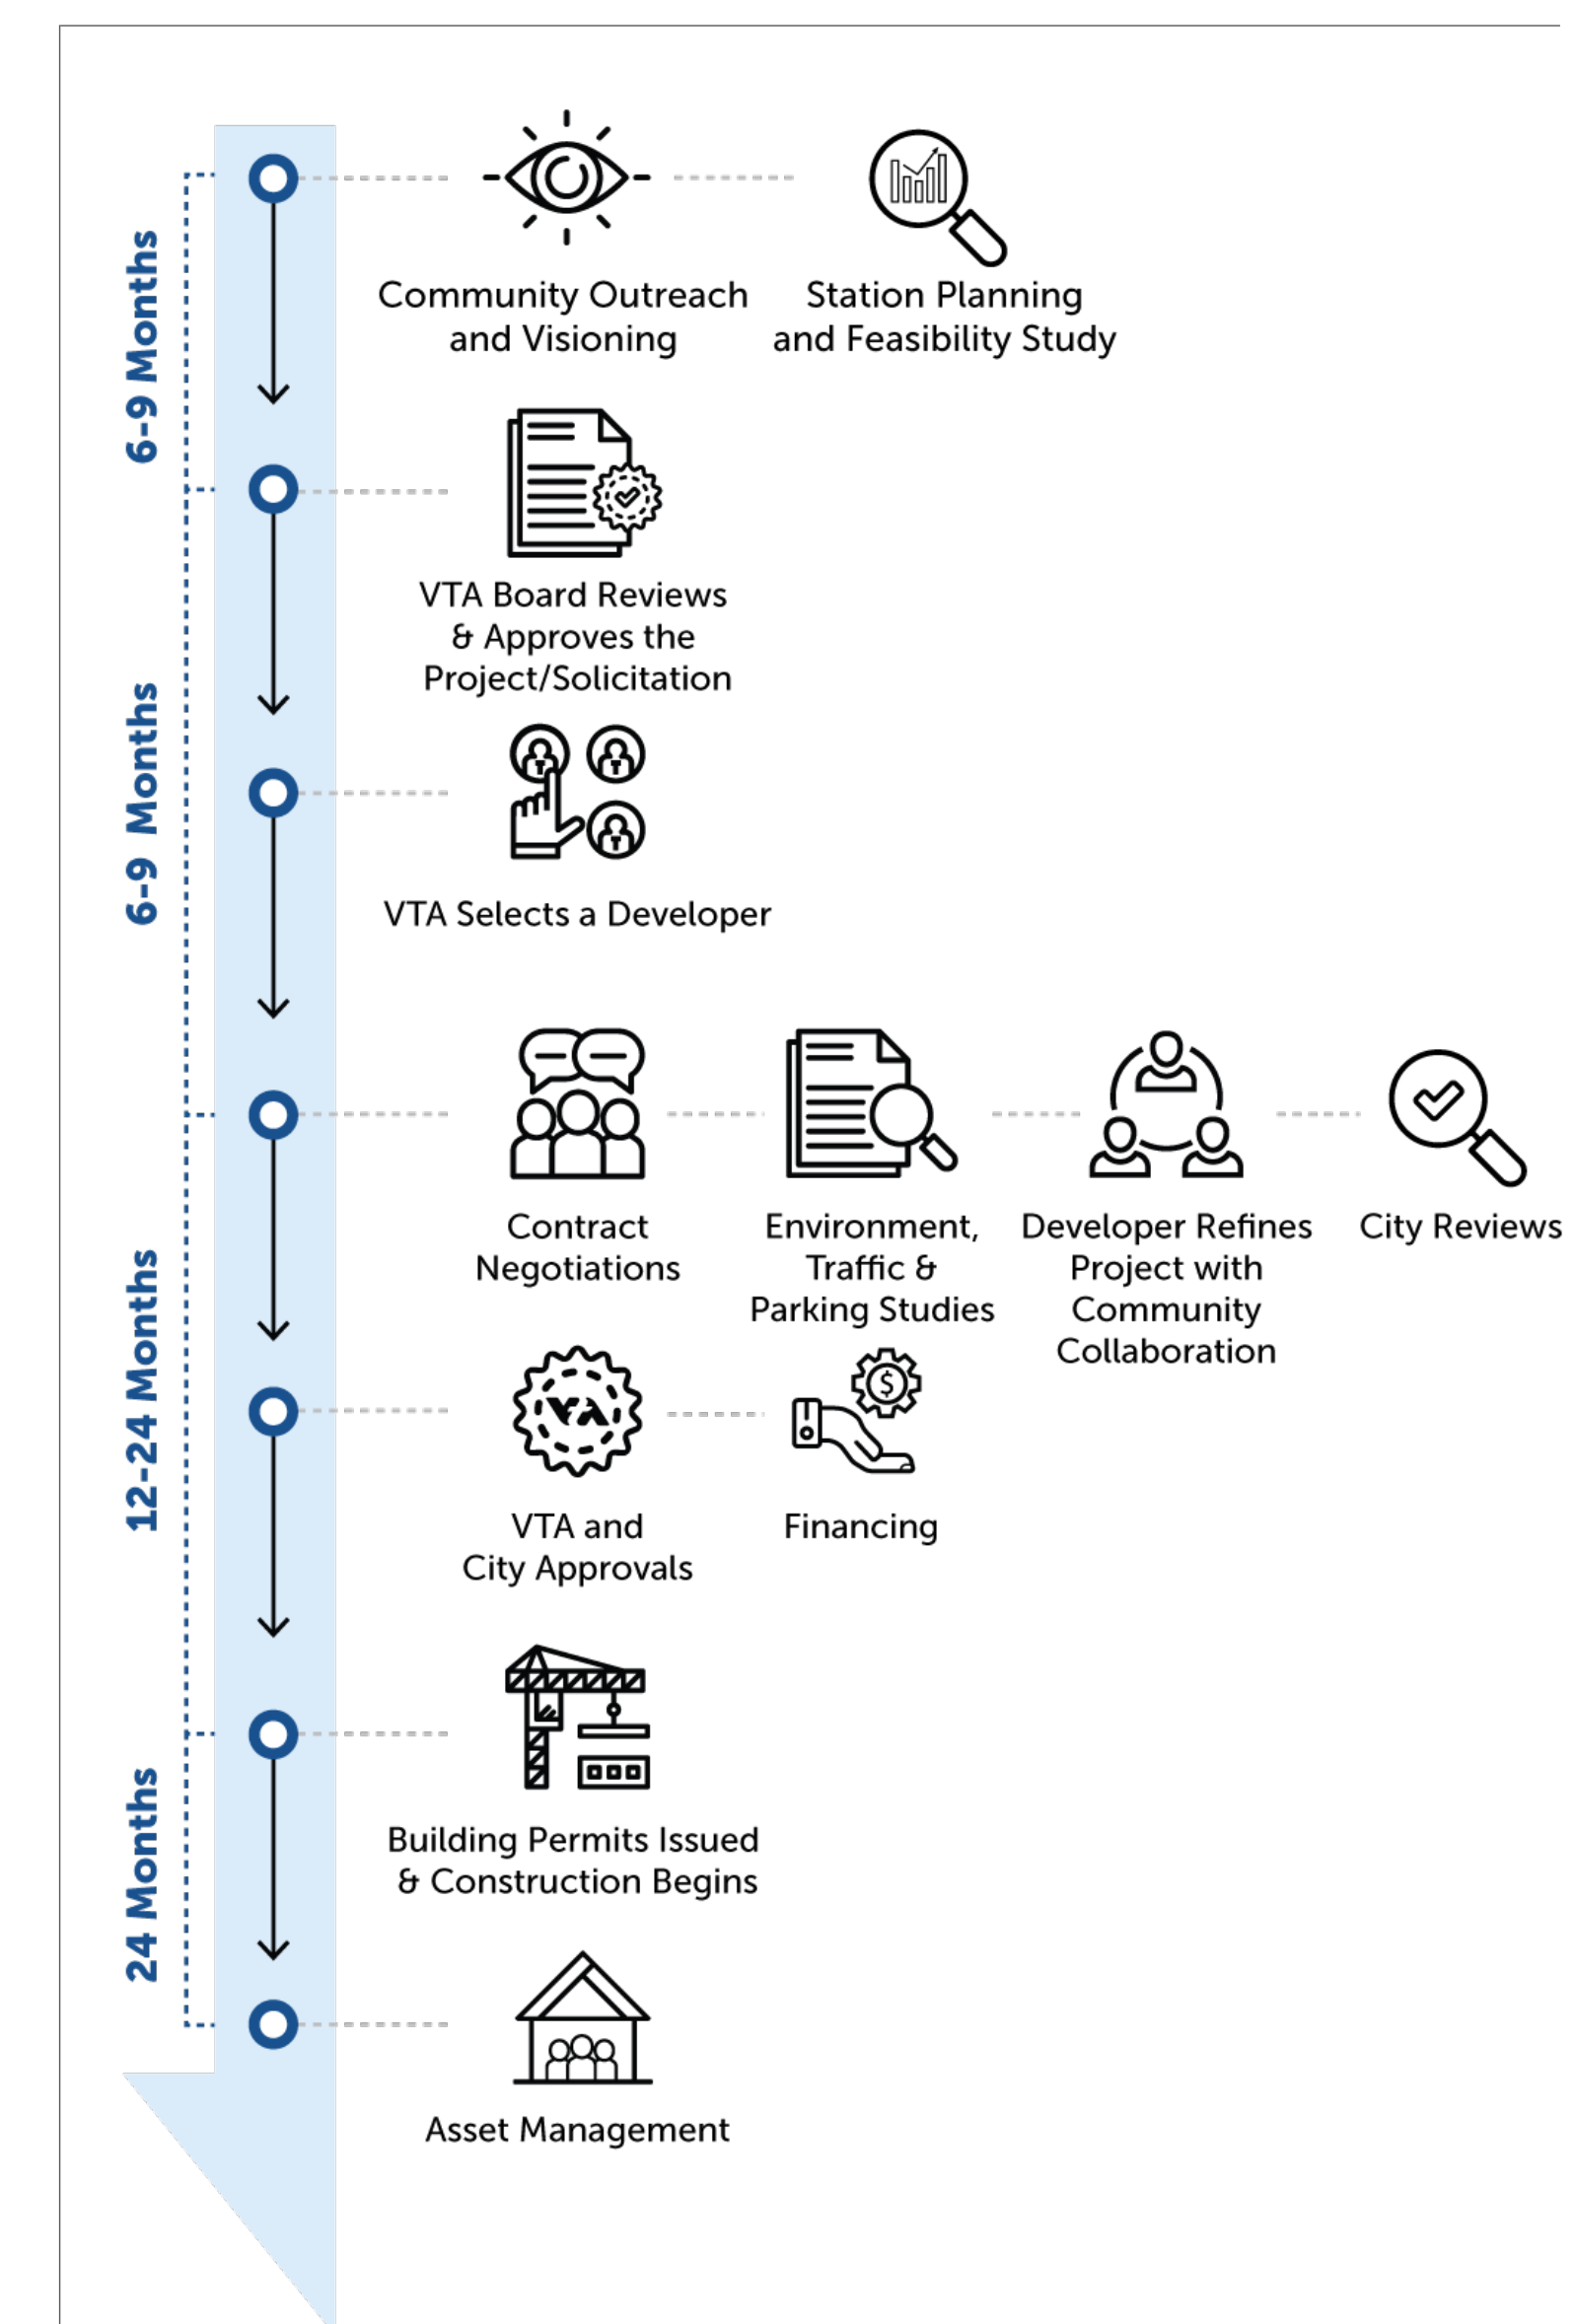 6-9 Months
Community Outreach
and Visioning
Station Planning
and Feasibility Study
VTA Board Reviews
& Approves the
Project/Solicitation
6-9 Months
VTA Selects a Developer
Contract
Negotiations
Environment,
Traffic &
Parking Studies
Developer Refines
Project with
Community
Collaboration
City Reviews
12-24 Months
VTA
$
VTA and
City Approvals
Financing
24 Months
Building Permits Issued
& Construction Begins
Asset Management